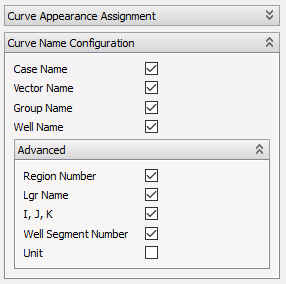 Curve Appearance Assignment
Curve Name Configuration
Case Name
Vector Name
Group Name
Well Name
Advanced
Region Number
Lgr Name
I, J, K
Well Segment Number
Unit